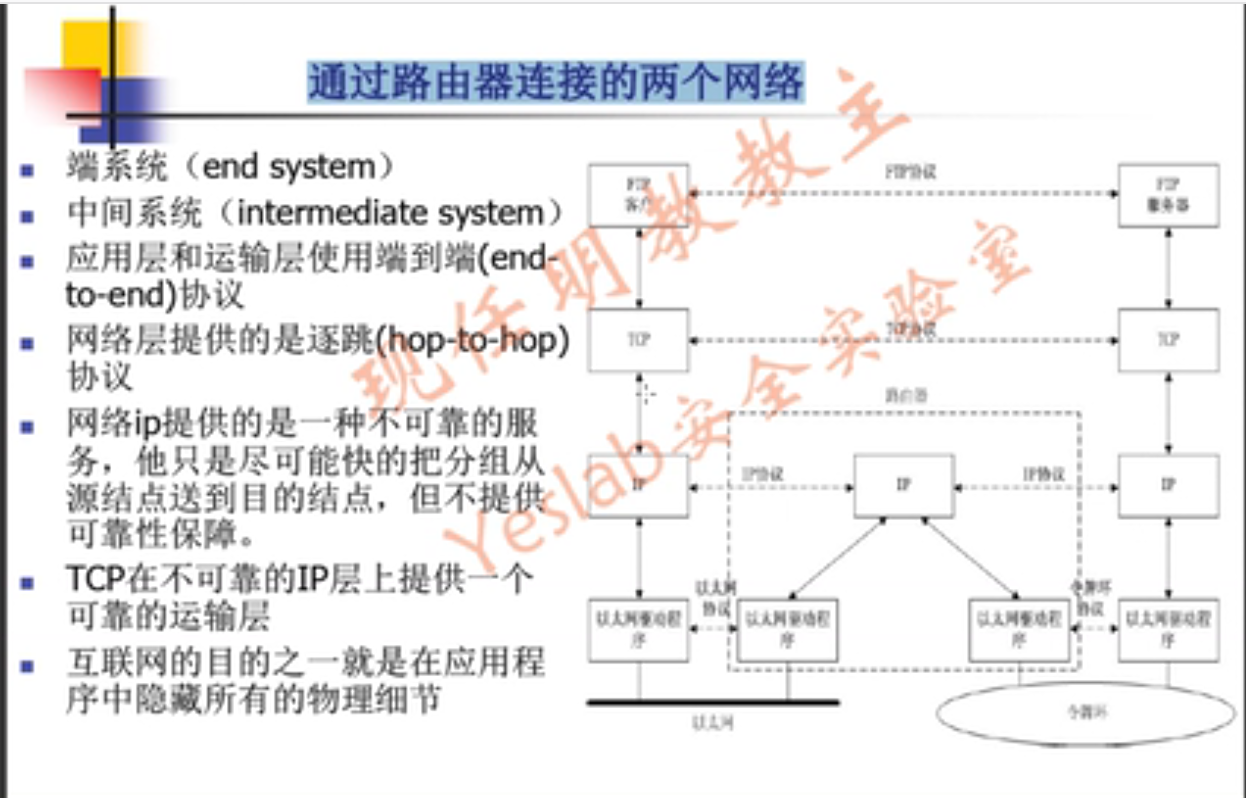 通过路由器连接的两个网络
端系统（end system）
中间系统（intermediate system）
应用层和运输层使用端到端(end-
to-end)协议
网络层提供的是逐跳(hop-to-hop)
协议
网络ip提供的是一种不可靠的服
务，他只是尽可能快的把分组从
源结点送到目的结点，但不提供
可靠性保障。
TCP在不可靠的IP层上提供一个
可靠的运输层
互联网的目的之一就是在应用程
序中隐藏所有的物理细节
FTP
客户
FTP协议
FTP
服务器
TCP
TCP协议
TCP
路由器
IP
IP协议
IP
IP协议
IP
以太网驱动程
序
以太网
协议
以太网驱动程
序
以太网驱动程
序
令牌环
协议
以太网驱动程
序
以太网
令牌环
现任明教教主
Yeslab安全实验室